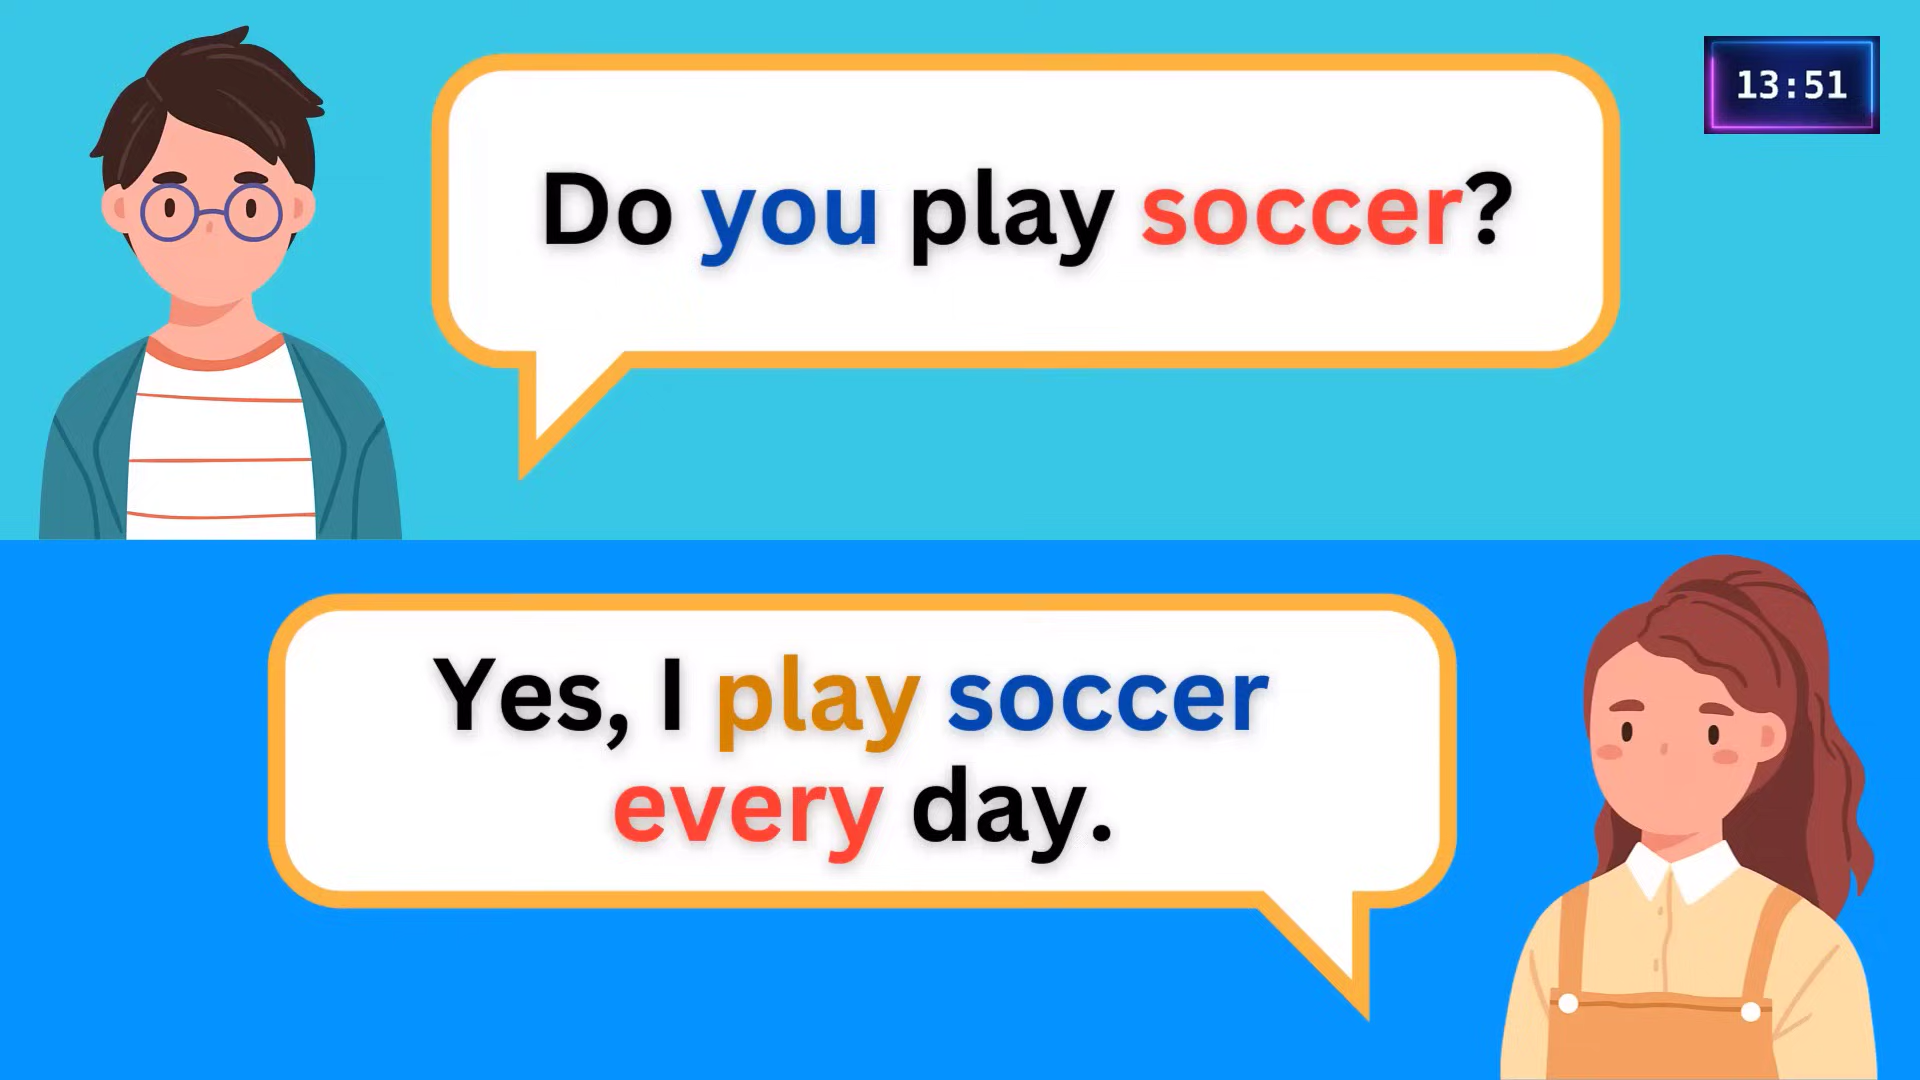 13:51
Do you play soccer?
Yes, I play soccer
every day.